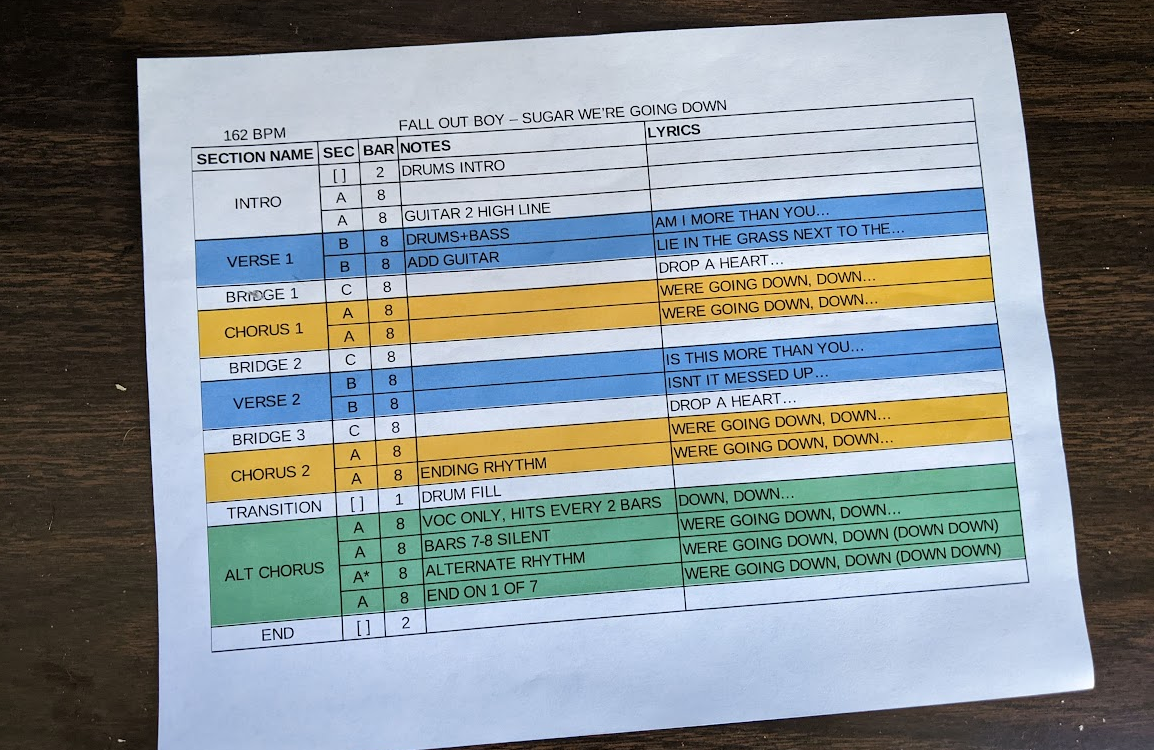 162 BPM FALL OUT BOY – SUGAR WE'RE GOING DOWN
SECTION NAME SEC BAR NOTES LYRICS
INTRO
[ ] 2 DRUMS INTRO
A 8
A 8 GUITAR 2 HIGH LINE
VERSE 1
B 8 DRUMS+BASS AM I MORE THAN YOU...
B 8 ADD GUITAR LIE IN THE GRASS NEXT TO THE...
BRIDGE 1 C 8 DROP A HEART...
CHORUS 1
A 8 WERE GOING DOWN, DOWN...
A 8 WERE GOING DOWN, DOWN...
BRIDGE 2 C 8
VERSE 2
B 8 IS THIS MORE THAN YOU...
B 8 ISNT IT MESSED UP...
BRIDGE 3 C 8 DROP A HEART...
CHORUS 2
A 8 WERE GOING DOWN, DOWN...
A 8 ENDING RHYTHM WERE GOING DOWN, DOWN...
TRANSITION [ ] 1 DRUM FILL
ALT CHORUS
A 8 VOC ONLY, HITS EVERY 2 BARS DOWN, DOWN...
A 8 BARS 7-8 SILENT WERE GOING DOWN, DOWN...
A* 8 ALTERNATE RHYTHM WERE GOING DOWN, DOWN (DOWN DOWN)
A 8 END ON 1 OF 7 WERE GOING DOWN, DOWN (DOWN DOWN)
END [ ] 2